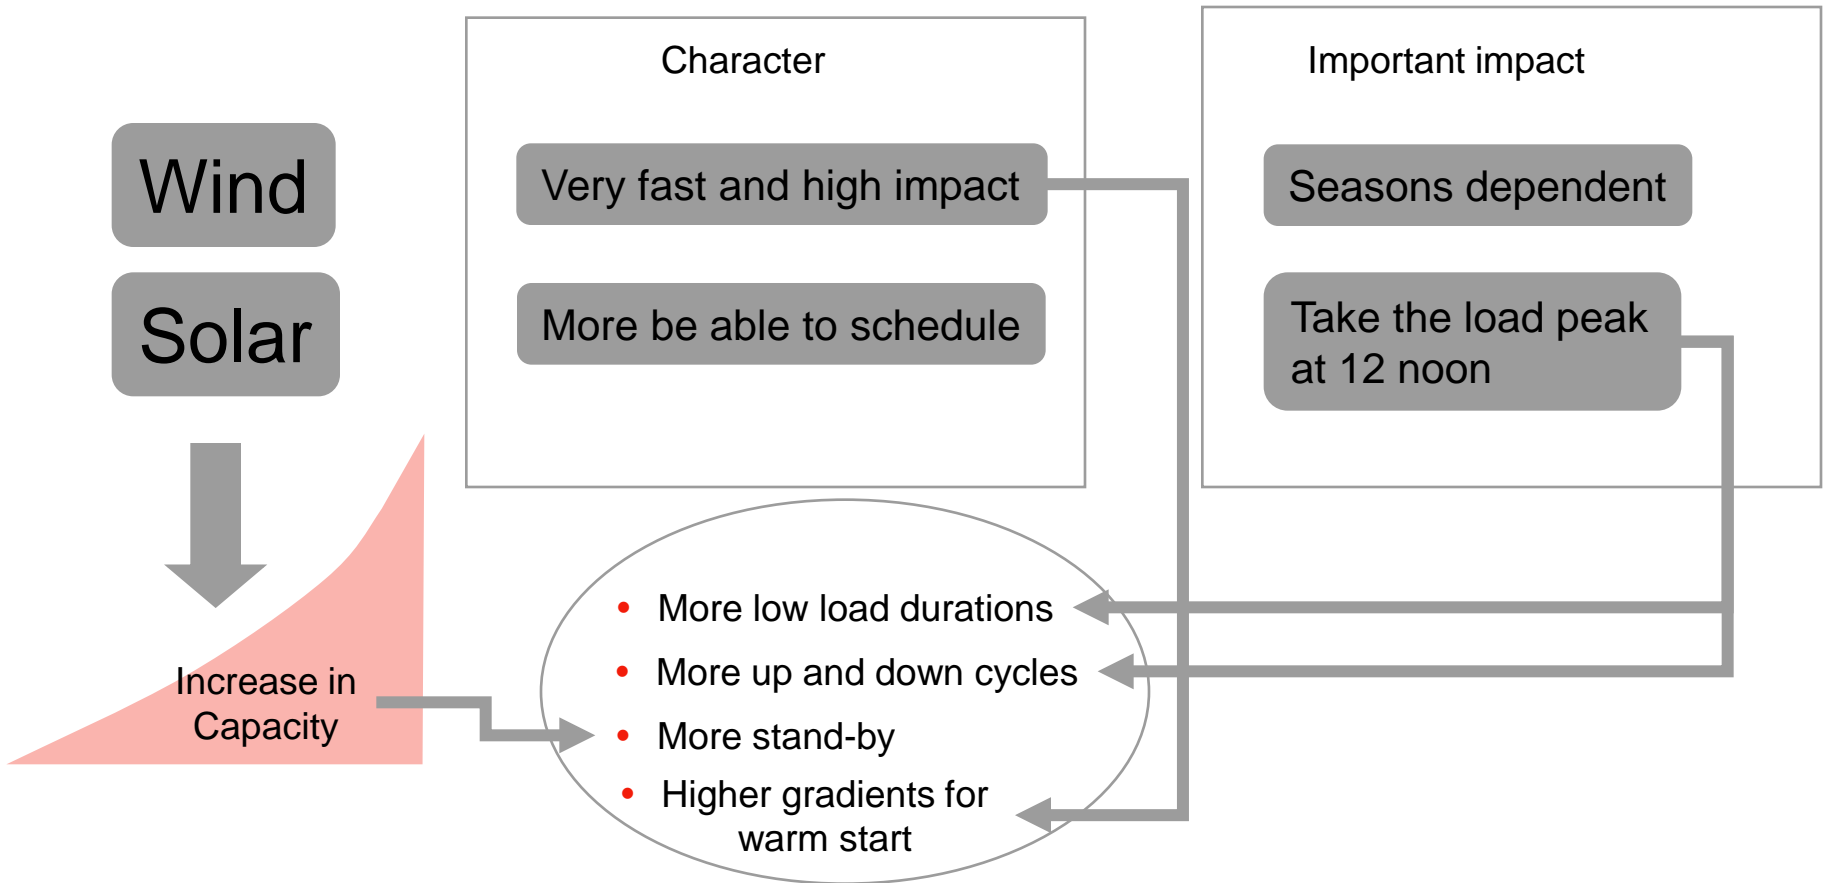 Character
Important impact
Wind
Very fast and high impact
Seasons dependent
Solar
More be able to schedule
Take the load peak
at 12 noon
Increase in
Capacity
• More low load durations
• More up and down cycles
• More stand-by
• Higher gradients for
warm start